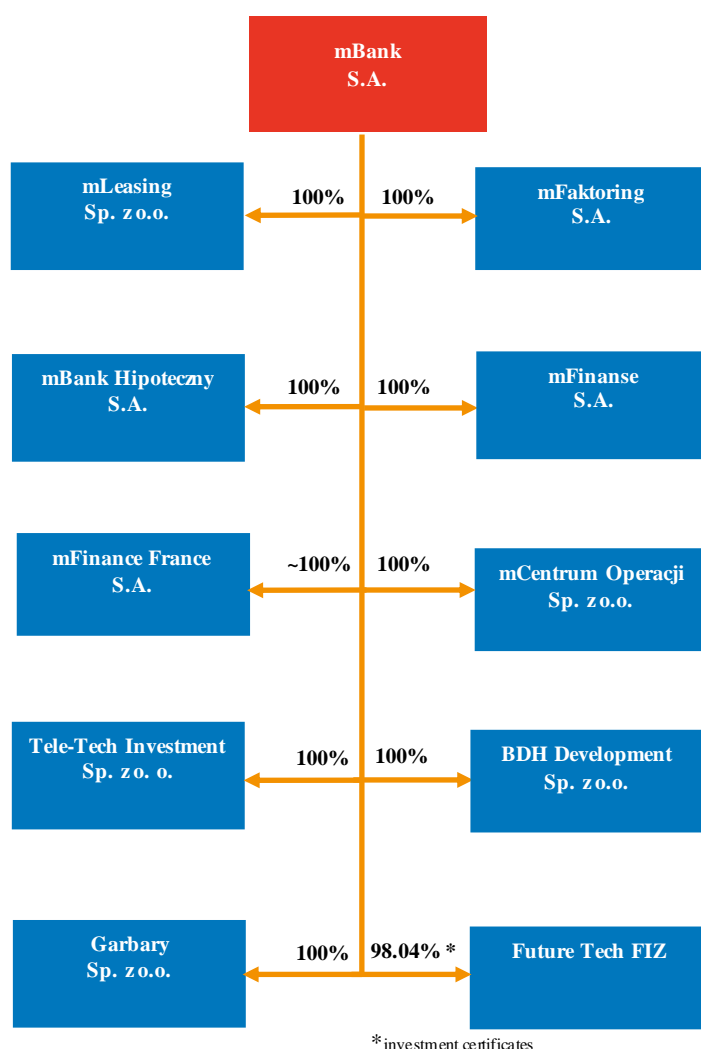 mBank
S.A.
mLeasing
Sp. z o.o.
100%
100%
mFaktoring
S.A.
mBank Hipoteczny
S.A.
100%
100%
mFinanse
S.A.
mFinance France
S.A.
~100%
100%
mCentrum Operacji
Sp. z o.o.
Tele-Tech Investment
Sp. zo. o.
100%
100%
BDH Development
Sp. z o.o.
Garbary
Sp. z o.o.
100%
98.04% *
Future Tech FIZ
* investment certificates